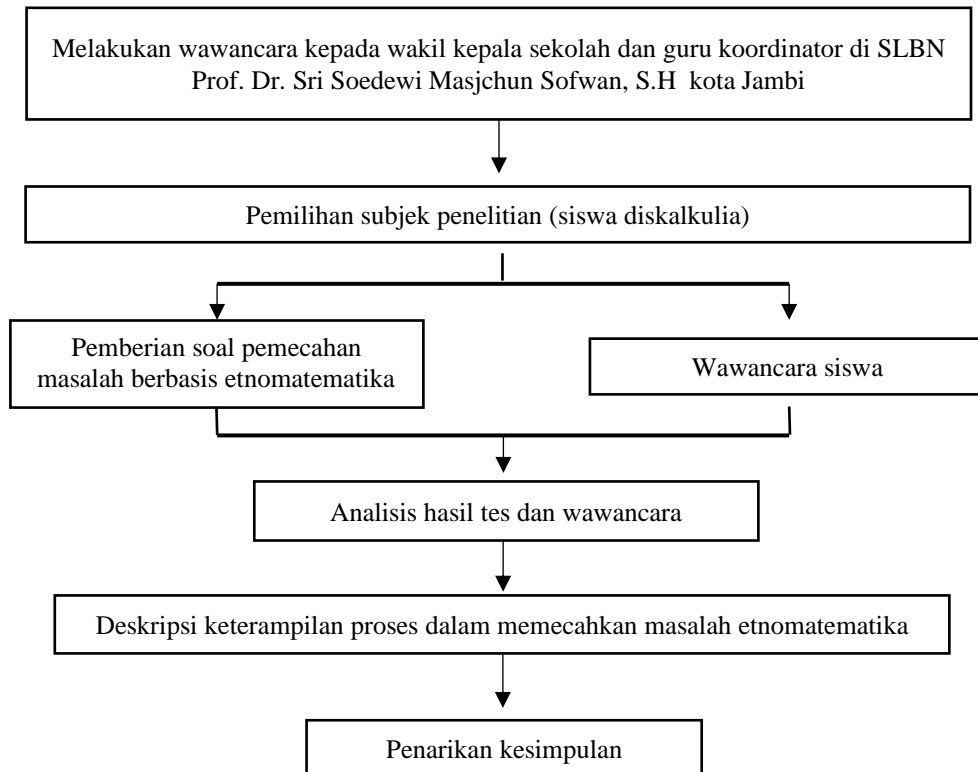 Melakukan wawancara kepada wakil kepala sekolah dan guru koordinator di SLBN
Prof. Dr. Sri Soedewi Masjchun Sofwan, S.H kota Jambi
Pemilihan subjek penelitian (siswa diskalkulia)
Pemberian soal pemecahan
masalah berbasis etnomatematika
Wawancara siswa
Analisis hasil tes dan wawancara
Deskripsi keterampilan proses dalam memecahkan masalah etnomatematika
Penarikan kesimpulan